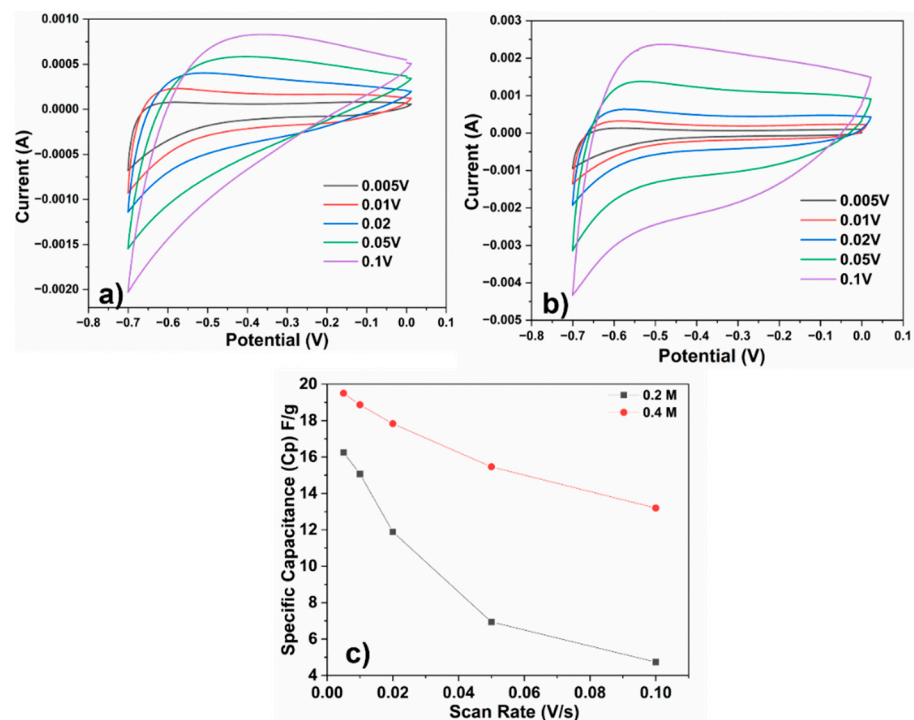 0.0010
0.0005
0.0000
−0.0005
−0.0010
−0.0015
−0.0020
Current (A)
0.005V
0.01V
0.02
0.05V
0.1V
a)
−0.8 −0.7 −0.6 −0.5 −0.4 −0.3 −0.2 −0.1 0.0 0.1
Potential (V)
0.003
0.002
0.001
0.000
−0.001
−0.002
−0.003
−0.004
−0.005
Current (A)
0.005V
0.01V
0.02V
0.05V
0.1V
b)
−0.8 −0.7 −0.6 −0.5 −0.4 −0.3 −0.2 −0.1 0.0 0.1
Potential (V)
20
18
16
14
12
10
8
6
4
Specific Capacitance (Cp) F/g
0.2 M
0.4 M
c)
0.00 0.02 0.04 0.06 0.08 0.10
Scan Rate (V/s)